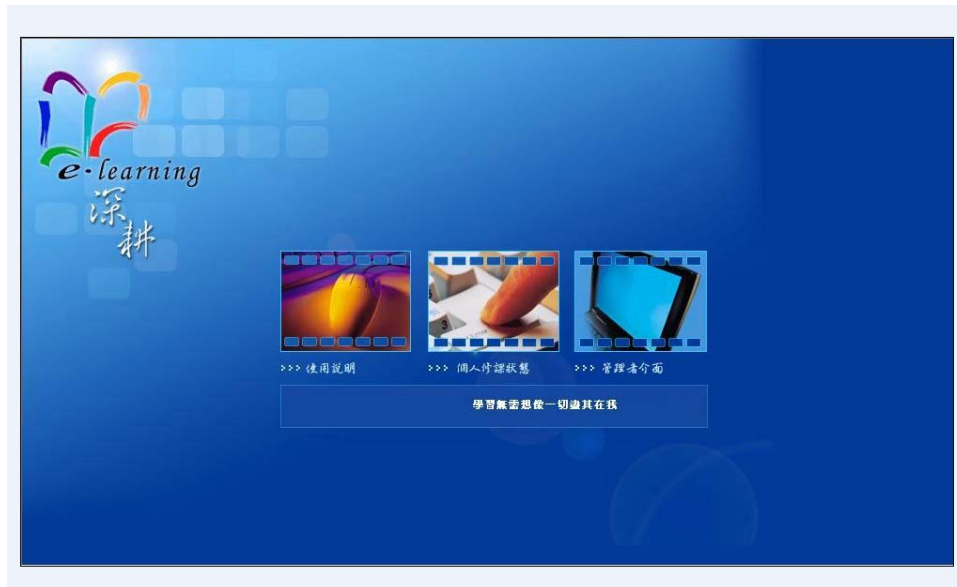 e-learning
深耕
>>> 使用說明
>>> 個人修課狀態
>>> 管理者介面
學習無需想像一切盡其在我